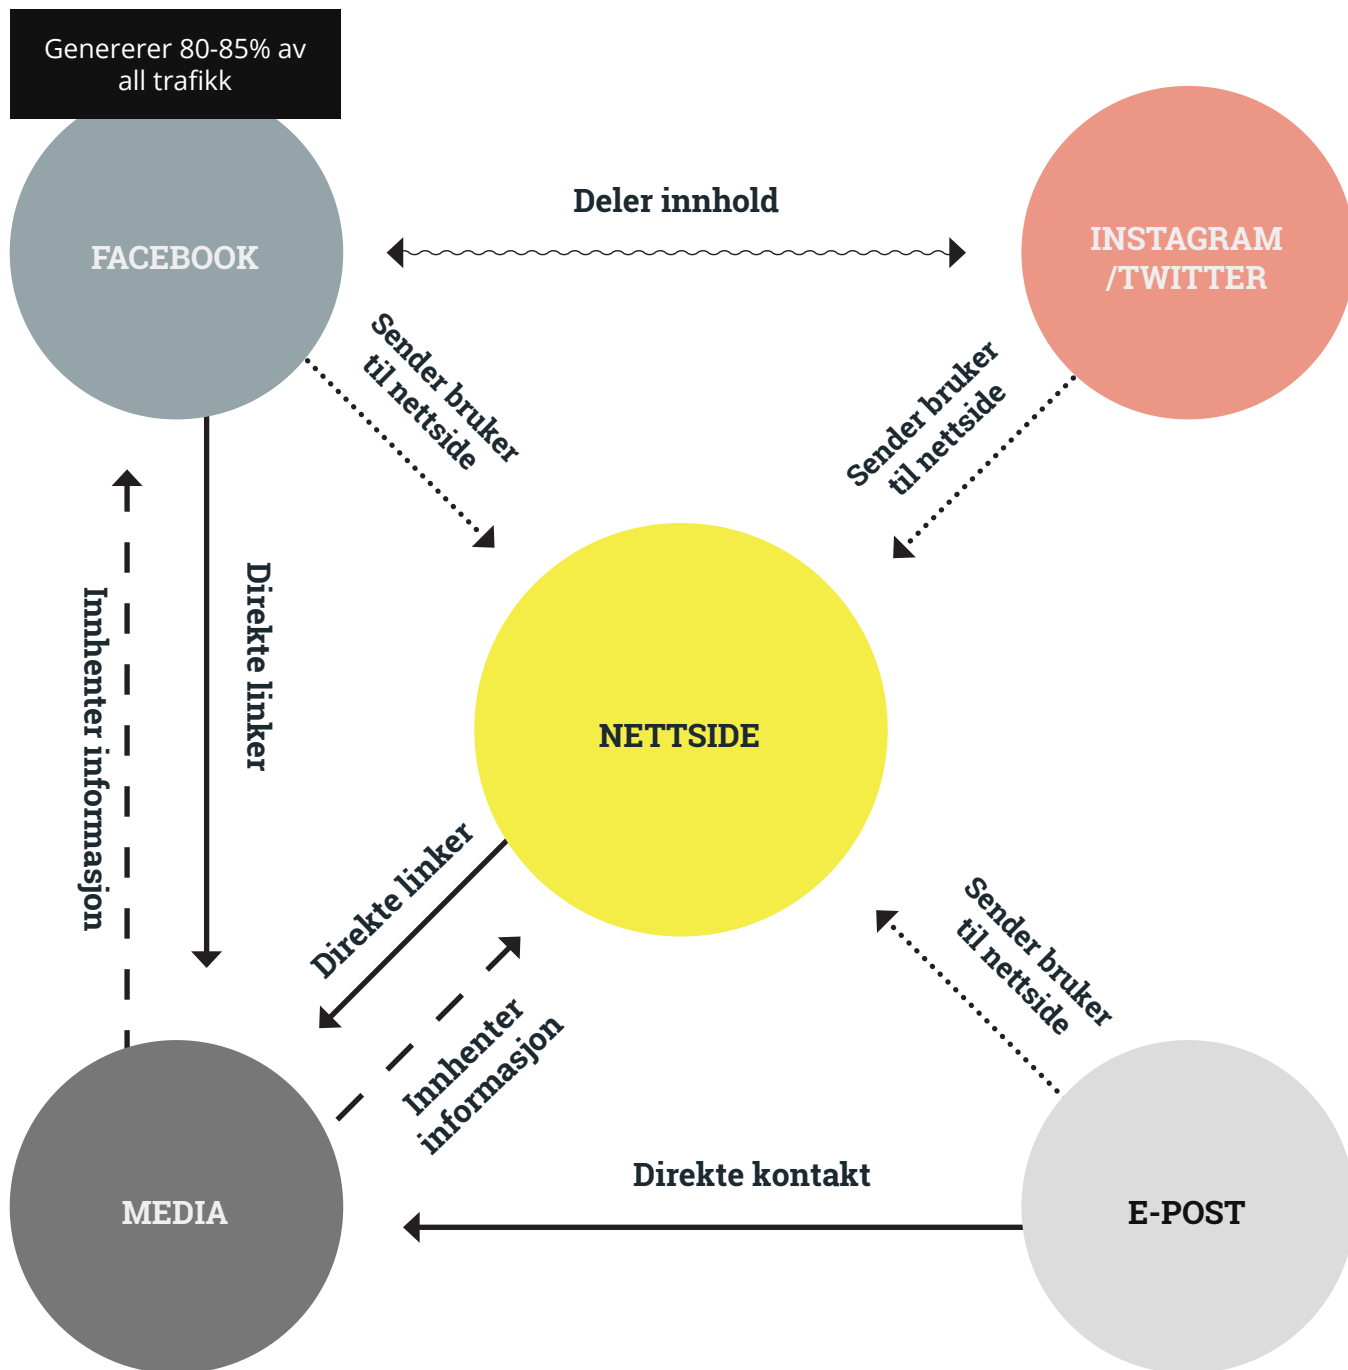 Genererer 80-85% av
all trafikk
Deler innhold
FACEBOOK
INSTAGRAM
/TWITTER
Sender bruker
til nettside
Sender bruker
til nettside
Innhenter informasjon
Direkte linker
NETTSIDE
Direkte linker
Innhenter
informasjon
Sender bruker
til nettside
Direkte kontakt
MEDIA
E-POST